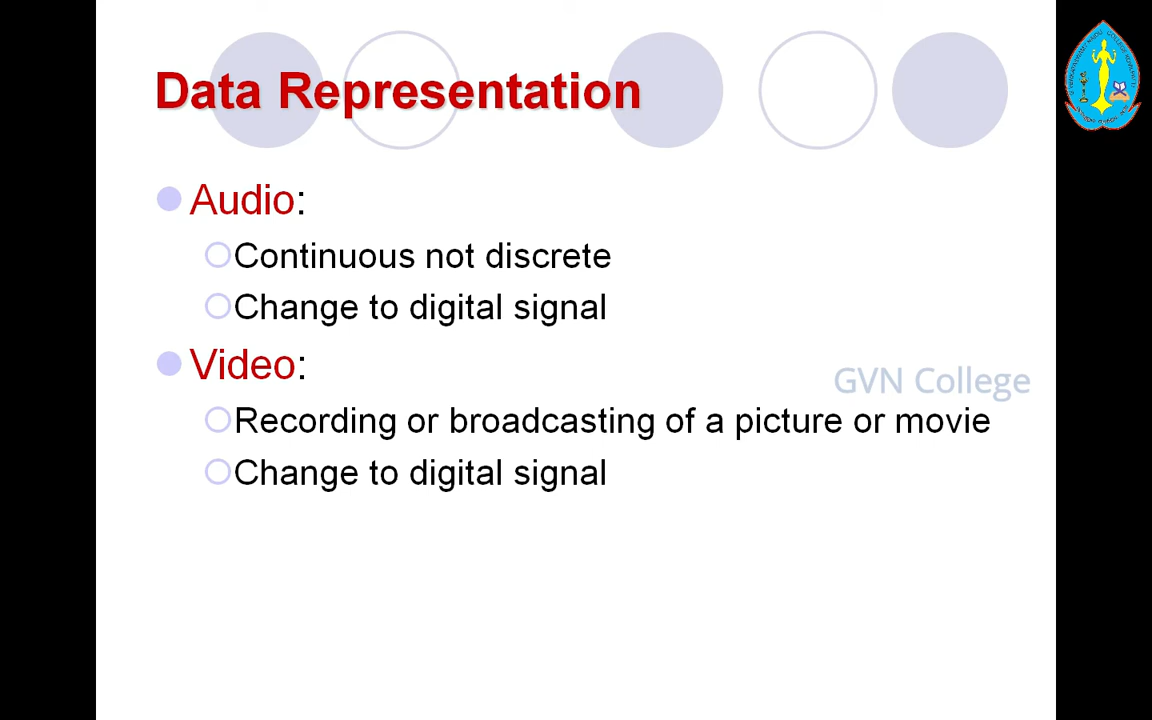 Data Representation
Audio:
Continuous not discrete
Change to digital signal
Video:
GVN College
Recording or broadcasting of a picture or movie
Change to digital signal